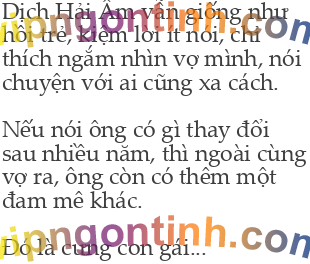 Dịch Hải Âm vẫn giống như
hồi trẻ, kiệm lời ít nói, chỉ
thích ngắm nhìn vợ mình, nói
chuyện với ai cũng xa cách.
Nếu nói ông có gì thay đổi
sau nhiều năm, thì ngoài cùng
vợ ra, ông còn có thêm một
đam mê khác.
Đó là cưng con gái...
vipngontinh.com
vipngontinh.com